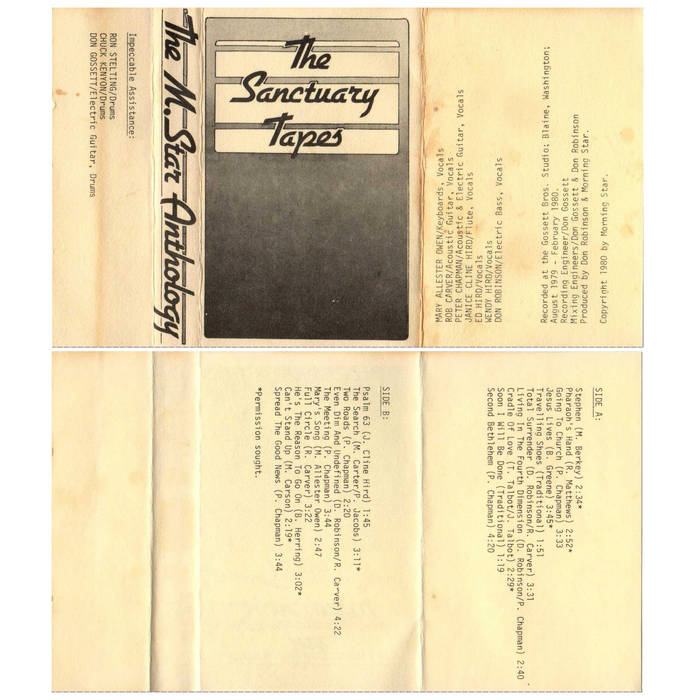 Impeccable Assistance:
RON STELTING/Drums
CHUCK KENYON/Drums
DON GOSSETT/Electric Guitar, Drums
The M.Star Anthology
The
Sanctuary
Tapes
MARY ALLESTER OWEN/Keyboards, Vocals
ROB CARVER/Acoustic Guitar, Vocals
PETER CHAPMAN/Acoustic & Electric Guitar, Vocals
JANICE CLINE HIRD/Flute, Vocals
ED HIRD/Vocals
WENDY HIRD/Vocals
DON ROBINSON/Electric Bass, Vocals
Recorded at the Gossett Bros. Studio; Blaine, Washington;
August 1979 - February 1980.
Recording Engineer/Don Gossett
Mixing Engineers/Don Gossett & Don Robinson
Produced by Don Robinson & Morning Star.
Copyright 1980 by Morning Star.
SIDE A:
Stephen (M. Berkey) 2:34*
Pharaoh's Hand (R. Matthews) 2:52*
Going To Church (P. Chapman) 3:33
Jesus Lives (B. Greene) 3:45*
Travelling Shoes (Traditional) 1:51
Total Surrender (D. Robinson/R. Carver) 3:31
Living In The Fourth Dimension (D. Robinson/P. Chapman) 2:40
Cradle Of Love (T. Talbot/J. Talbot) 2:29*
Soon I Will Be Done (Traditional) 1:19
Second Bethlehem (P. Chapman) 4:20
SIDE B:
Psalm 63 (J. Cline Hird) 1:45
The Search (M. Carter/P. Jacobs) 3:11*
Two Roads (P. Chapman) 2:20
Even Dim And Undefined (D. Robinson/R. Carver) 4:22
The Meeting (P. Chapman) 3:44
Mary's Song (M. Allester Owen) 2:47
Full Circle (R. Carver) 3:22
He's The Reason To Go On (B. Herring) 3:02*
Can't Stand Up (M. Carson) 2:19*
Spread The Good News (P. Chapman) 3:44
*Permission sought.